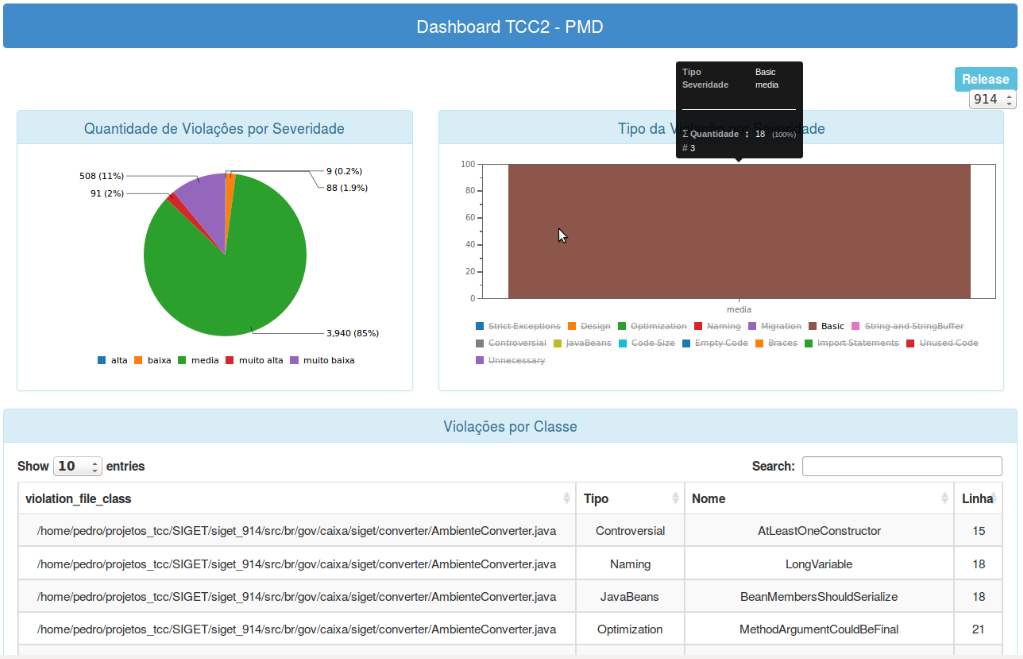 Dashboard TCC2 - PMD
Release
914
Quantidade de Violações por Severidade
508 (11%)
91 (2%)
9 (0.2%)
88 (1.9%)
3,940 (85%)
alta baixa media muito alta muito baixa
Tipo da V
de
Tipo Basic
Severidade media
Σ Quantidade : 18 (100%)
# 3
100
80
60
40
20
0
media
Strict Exceptions Design Optimization Naming Migration Basic String and StringBuffer
Controversial JavaBeans Code Size Empty Code Braces Import Statements Unused Code
Unnecessary
Violações por Classe
Show 10 entries
Search:
violation_file_class Tipo Nome Linha
/home/pedro/projetos_tcc/SIGET/siget_914/src/br/gov/caixa/siget/converter/AmbienteConverter.java Controversial AtLeastOneConstructor 15
/home/pedro/projetos_tcc/SIGET/siget_914/src/br/gov/caixa/siget/converter/AmbienteConverter.java Naming LongVariable 18
/home/pedro/projetos_tcc/SIGET/siget_914/src/br/gov/caixa/siget/converter/AmbienteConverter.java JavaBeans BeanMembersShouldSerialize 18
/home/pedro/projetos_tcc/SIGET/siget_914/src/br/gov/caixa/siget/converter/AmbienteConverter.java Optimization MethodArgumentCouldBeFinal 21